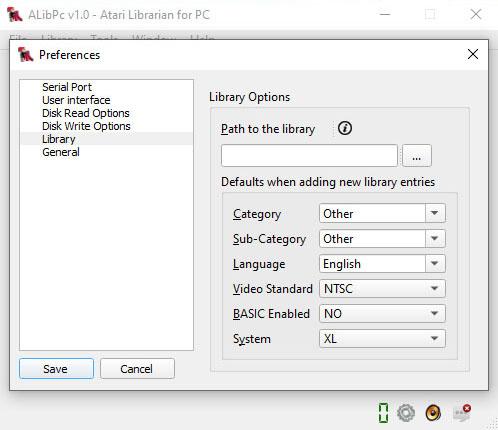 ALibPc v1.0 - Atari Librarian for PC
File Library Tools Window Help
Preferences
Serial Port
User interface
Disk Read Options
Disk Write Options
Library
General
Library Options
Path to the library
...
Defaults when adding new library entries
Category Other
Sub-Category Other
Language English
Video Standard NTSC
BASIC Enabled NO
System XL
Save Cancel
0